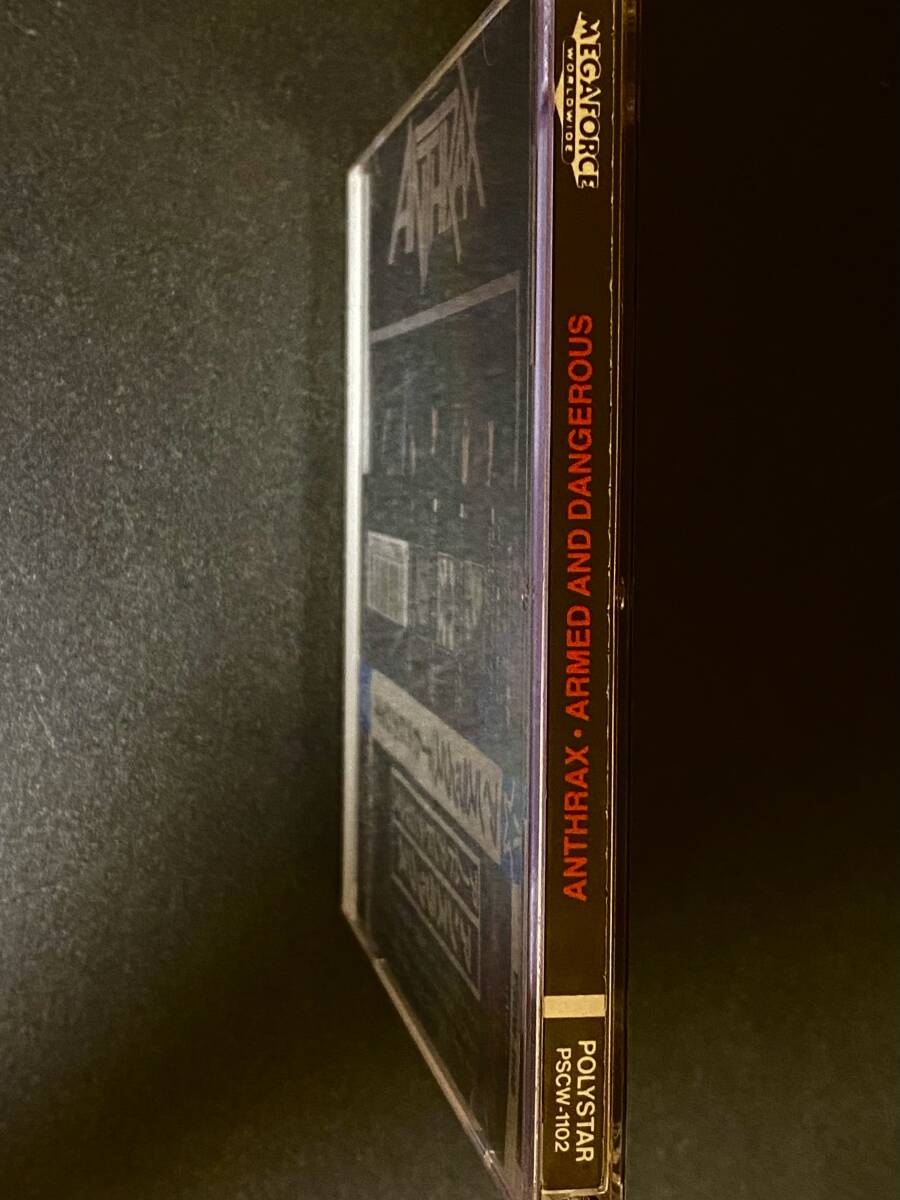 MEGAFORCE
WORLDWIDE
ANTHRAX • ARMED AND DANGEROUS
POLYSTAR
PSCW-1102
ANTHRAX